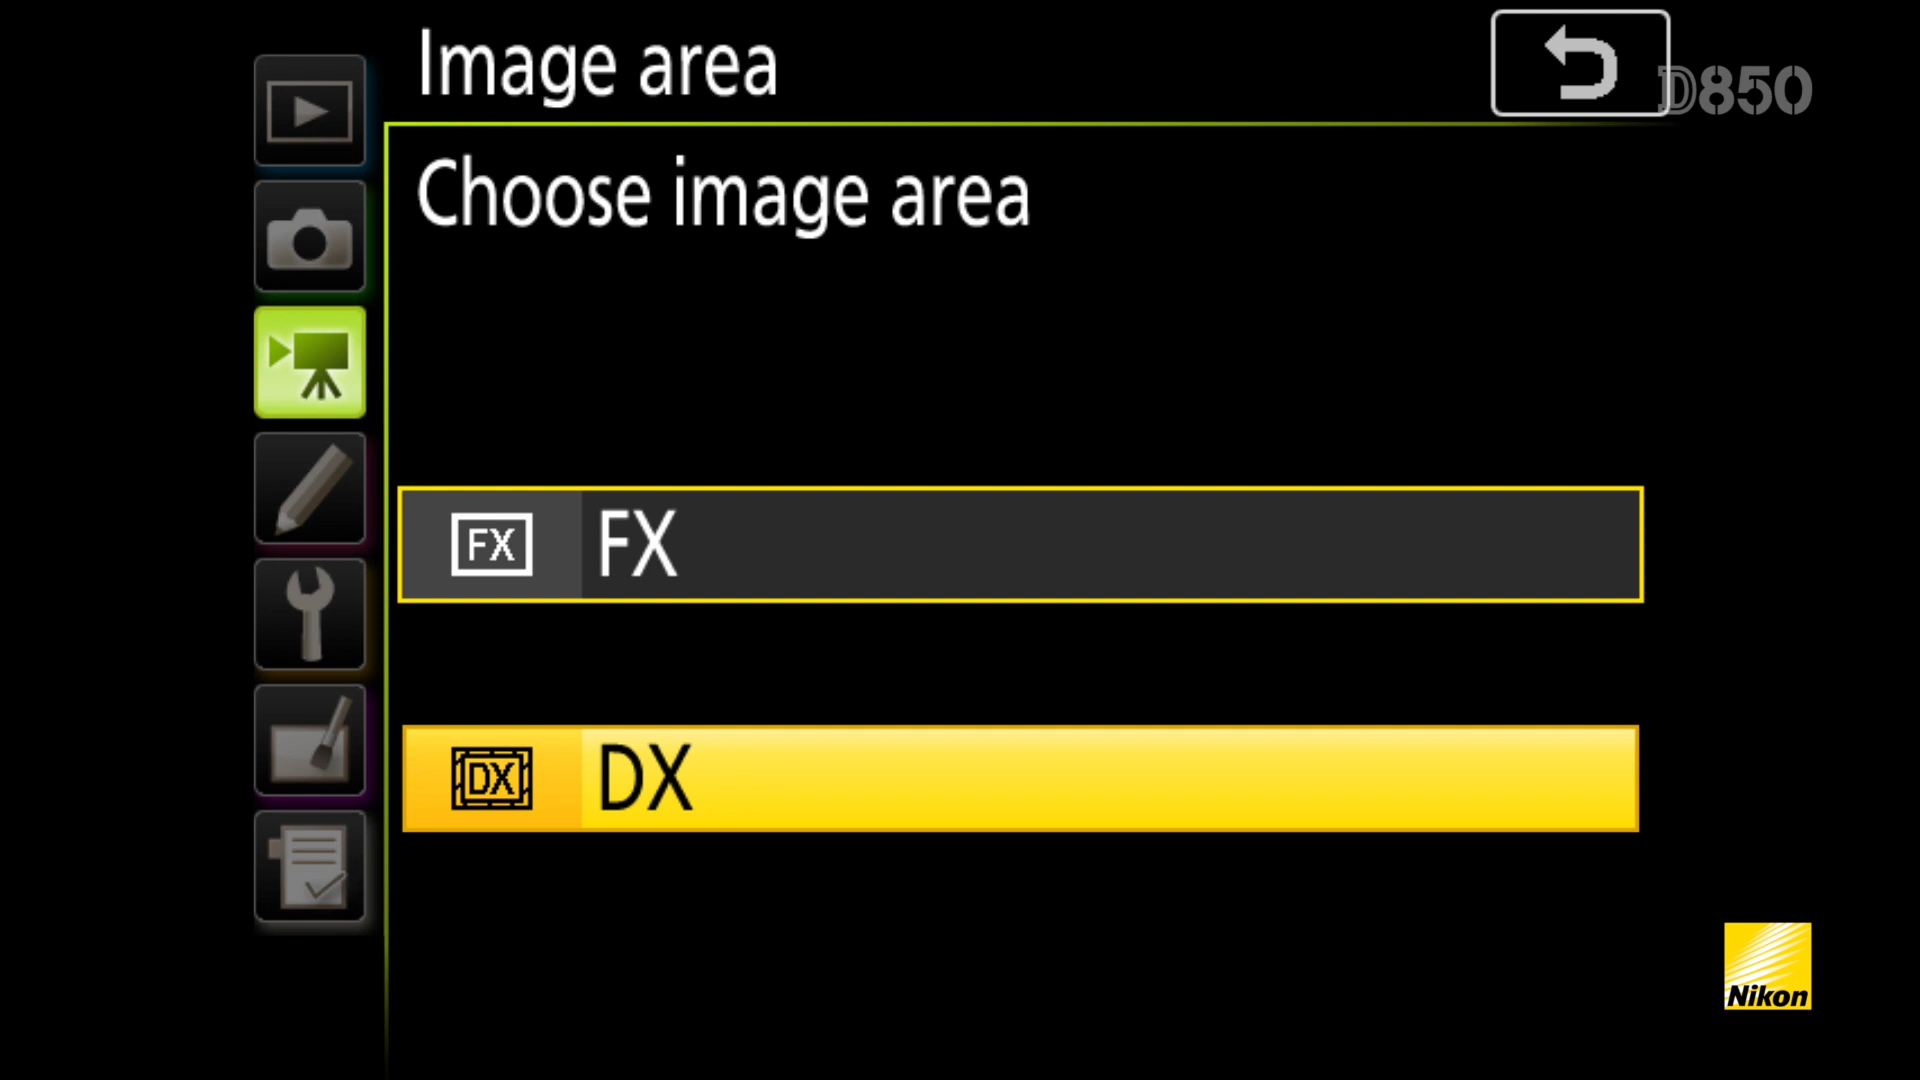 Image area
D850
Choose image area
FX FX
DX DX
Nikon